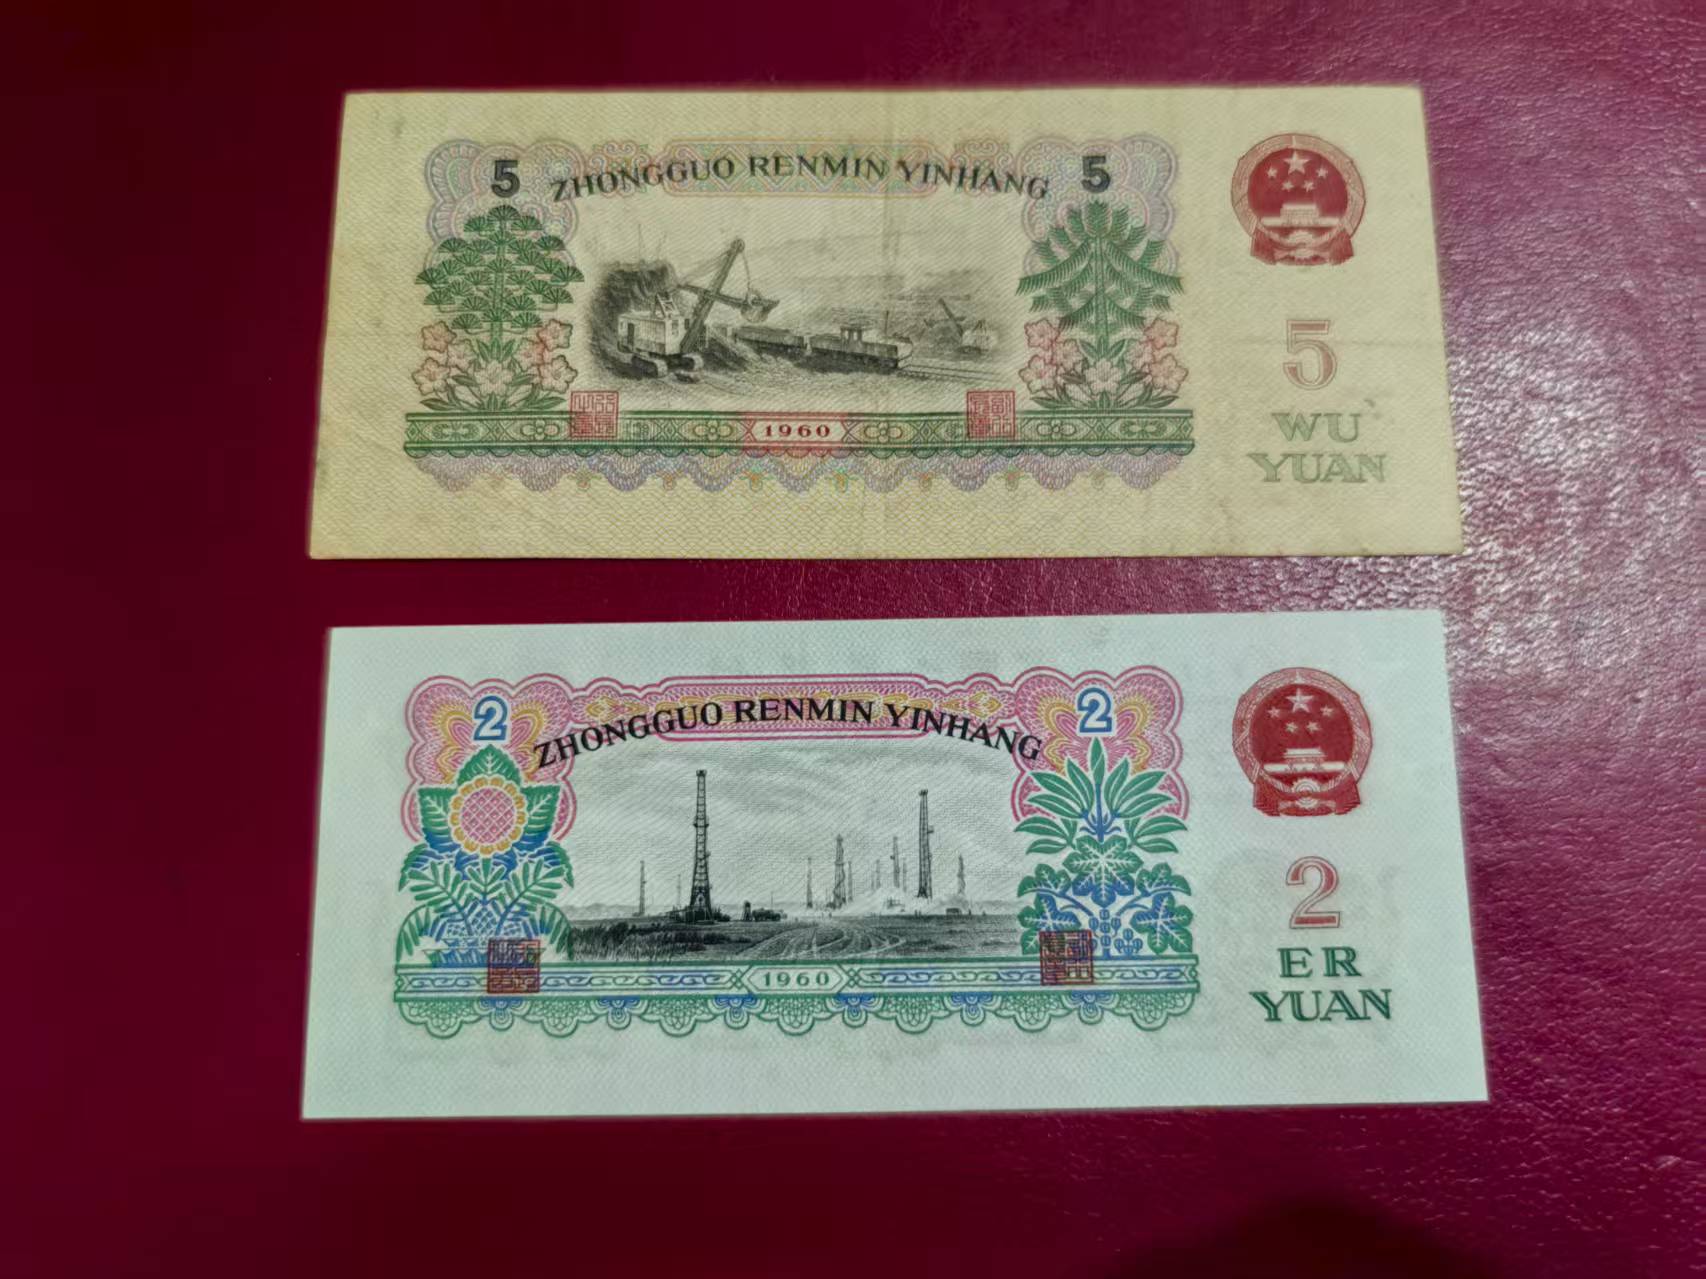 5 ZHONGGUO RENMIN YINHANG 5
5
WU
YUAN
1960
2 ZHONGGUO RENMIN YINHANG 2
2
ER
YUAN
1960